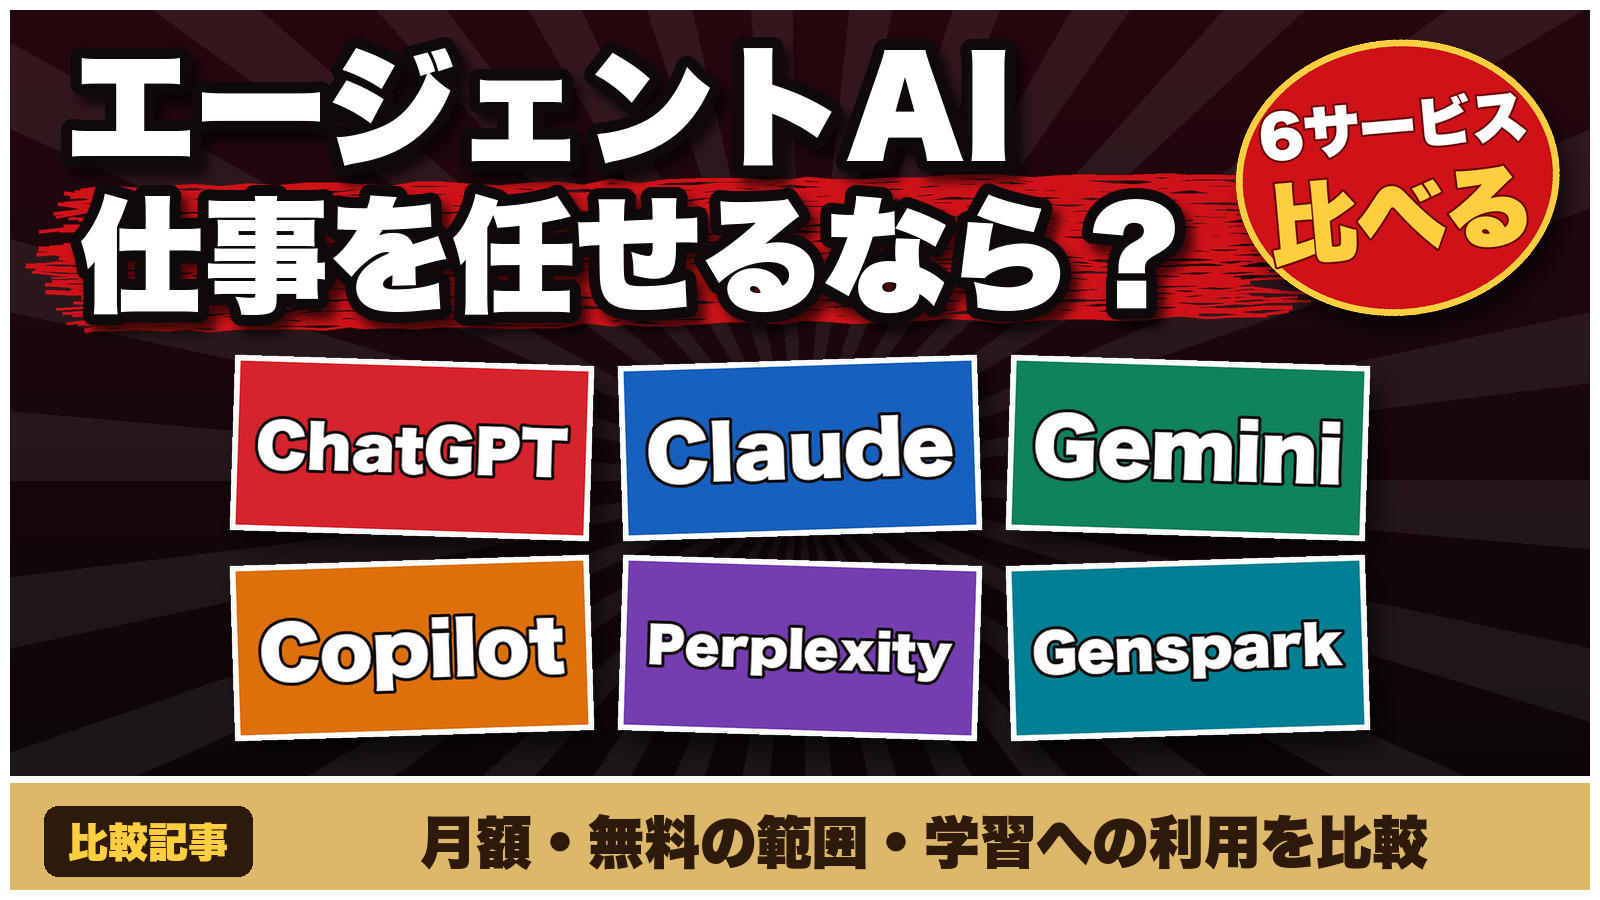 エージェントAI
仕事を任せるなら？
6サービス
比べる
ChatGPT
Claude
Gemini
Copilot
Perplexity
Genspark
比較記事
月額・無料の範囲・学習への利用を比較